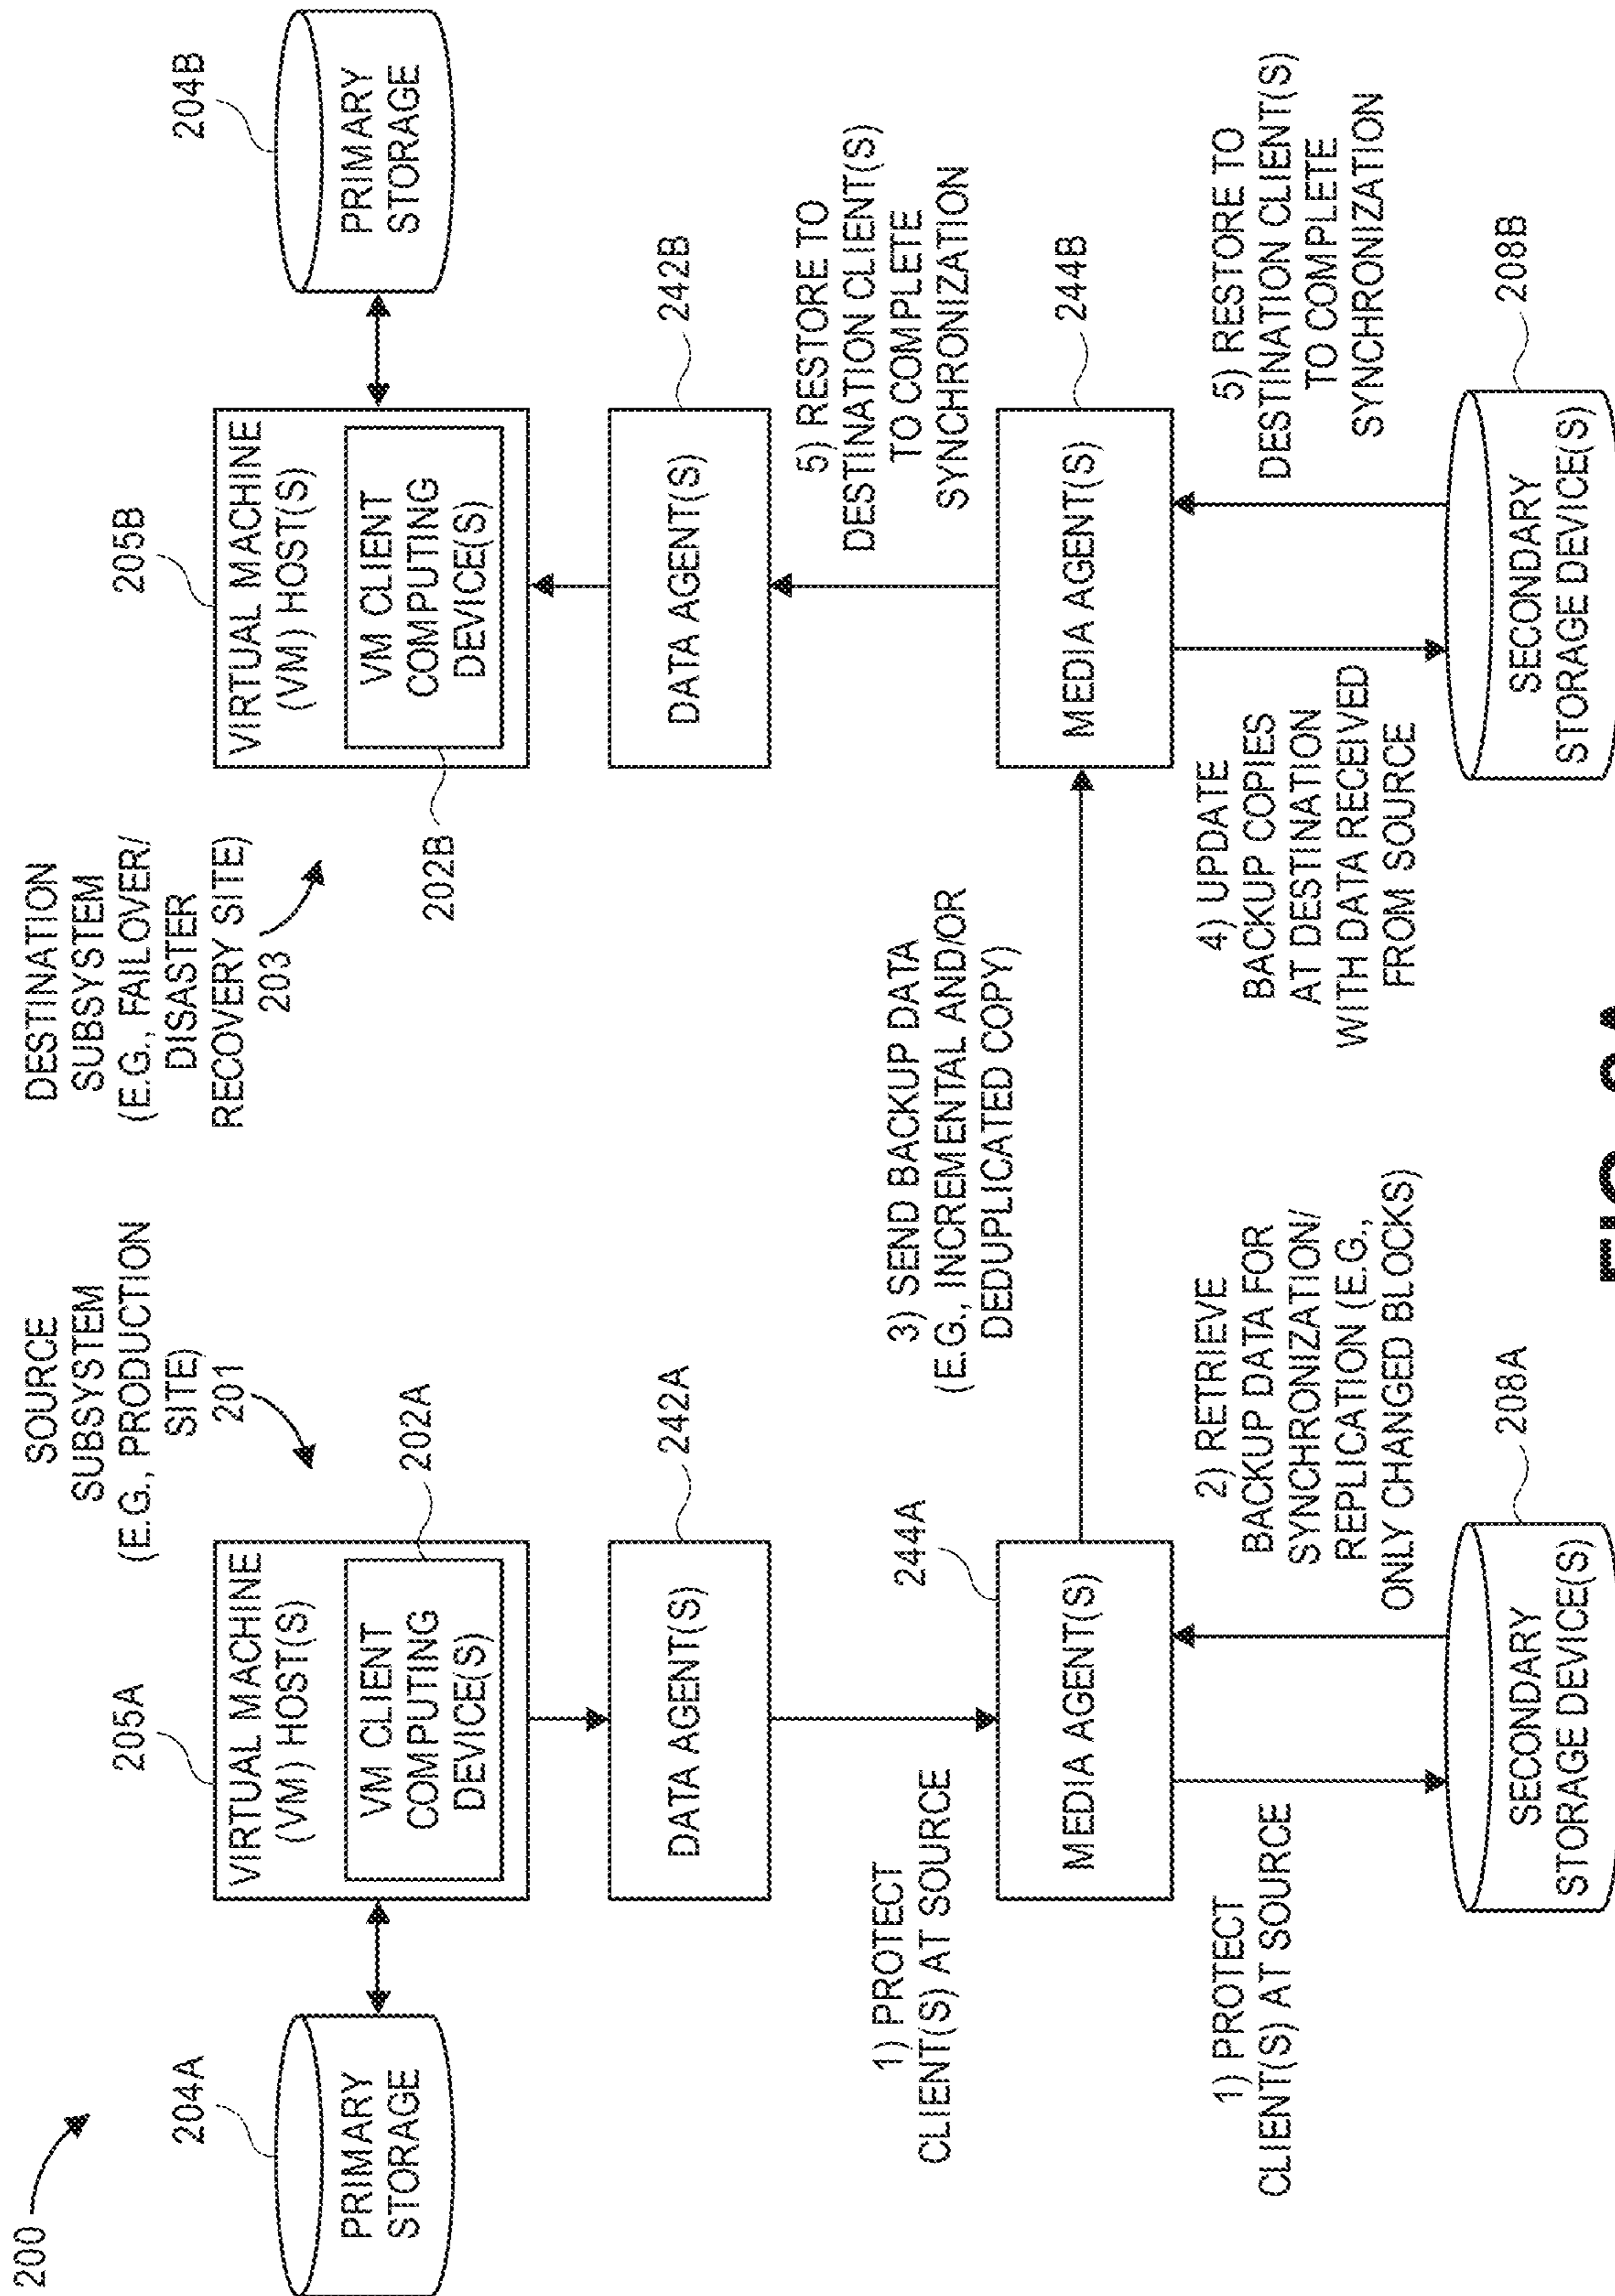 200
SOURCE
SUBSYSTEM
(E.G., PRODUCTION
SITE)
201
DESTINATION
SUBSYSTEM
(E.G., FAILOVER/
DISASTER
RECOVERY SITE)
203
204A
PRIMARY
STORAGE
205A
VIRTUAL MACHINE
(VM) HOST(S)
VM CLIENT
COMPUTING
DEVICE(S)
202A
202B
205B
VIRTUAL MACHINE
(VM) HOST(S)
VM CLIENT
COMPUTING
DEVICE(S)
204B
PRIMARY
STORAGE
DATA AGENT(S)
242A
DATA AGENT(S)
242B
1) PROTECT
CLIENT(S) AT SOURCE
244A
3) SEND BACKUP DATA
(E.G., INCREMENTAL AND/OR
DEDUPLICATED COPY)
5) RESTORE TO
DESTINATION CLIENT(S)
TO COMPLETE
SYNCHRONIZATION
MEDIA AGENT(S)
MEDIA AGENT(S)
244B
1) PROTECT
CLIENT(S) AT SOURCE
2) RETRIEVE
BACKUP DATA FOR
SYNCHRONIZATION/
REPLICATION (E.G.,
ONLY CHANGED BLOCKS)
4) UPDATE
BACKUP COPIES
AT DESTINATION
WITH DATA RECEIVED
FROM SOURCE
5) RESTORE TO
DESTINATION CLIENT(S)
TO COMPLETE
SYNCHRONIZATION
SECONDARY
STORAGE DEVICE(S)
208A
SECONDARY
STORAGE DEVICE(S)
208B